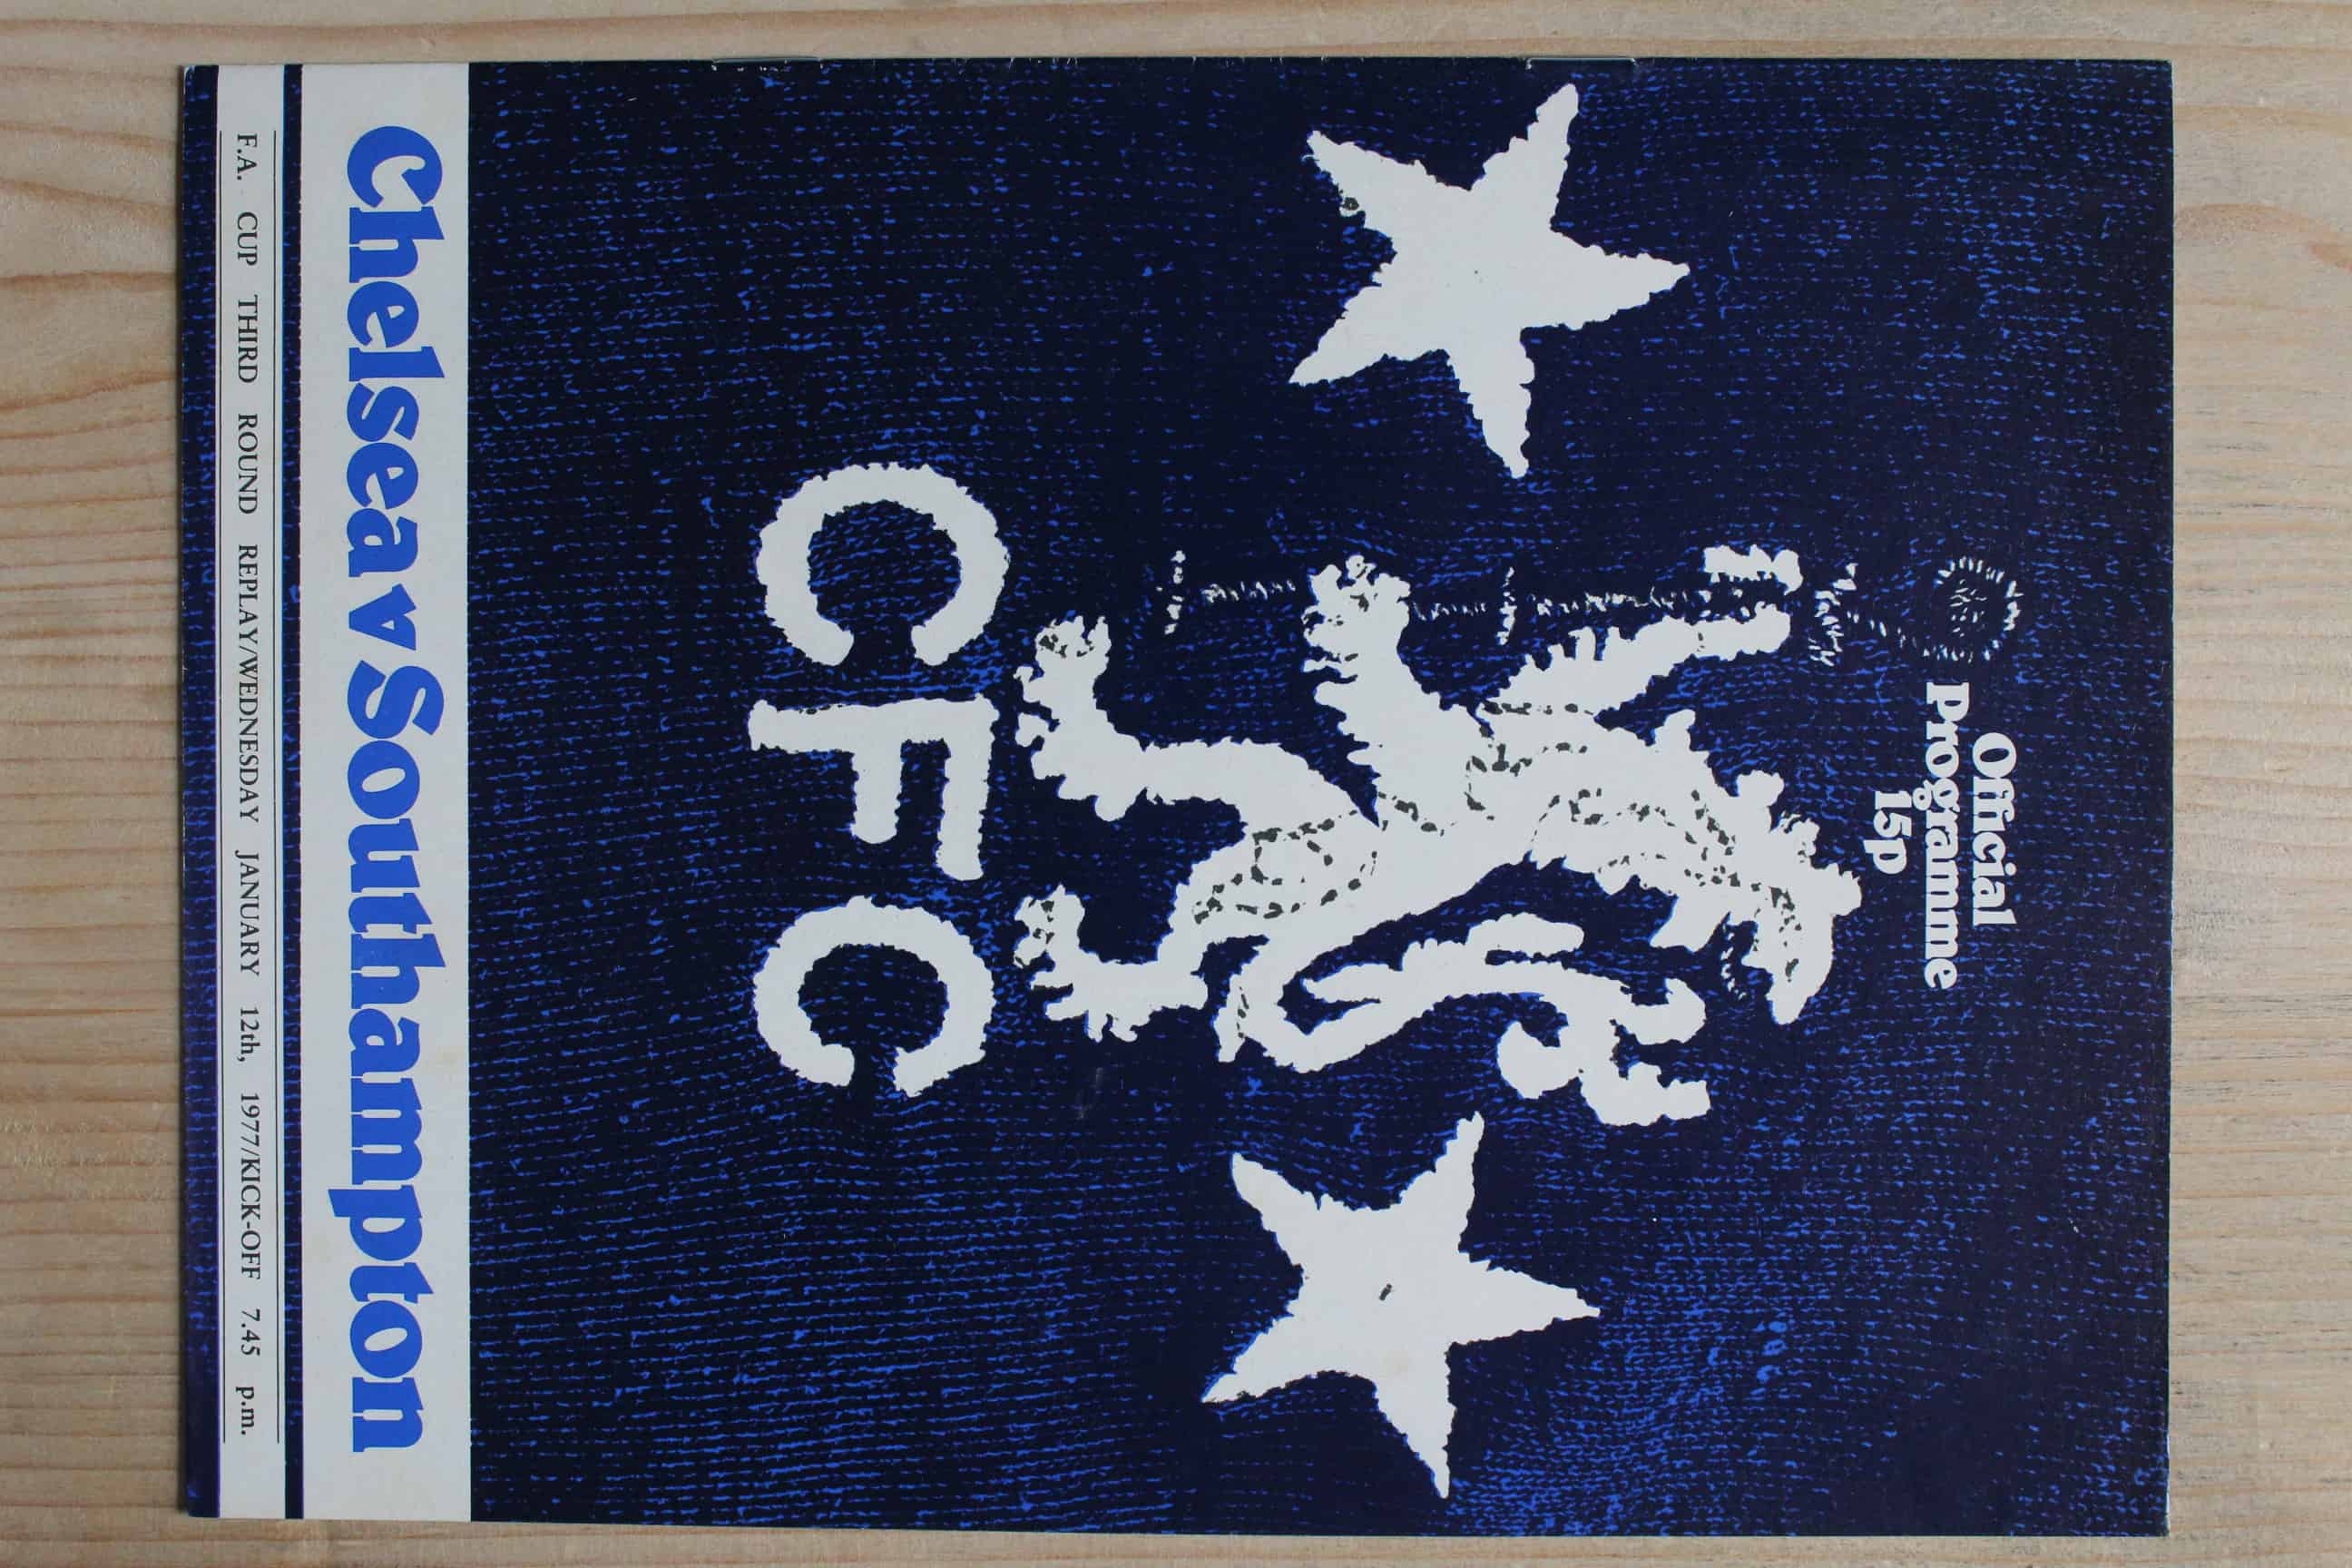 Official
Programme
15p
CFC
Chelsea v Southampton
F.A. CUP THIRD ROUND REPLAY/WEDNESDAY JANUARY 12th, 1977/KICK-OFF 7.45 p.m.